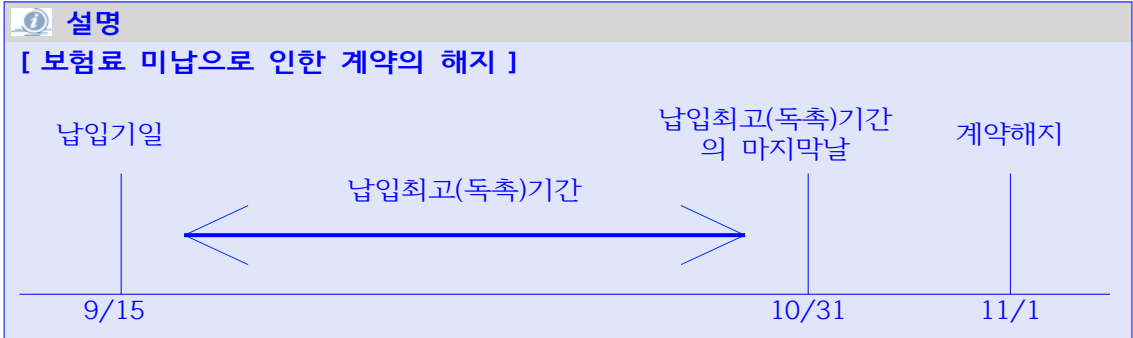 설명
[ 보험료 미납으로 인한 계약의 해지 ]
납입기일
납입최고(독촉)기간
의 마지막날
계약해지
납입최고(독촉)기간
9/15
10/31
11/1